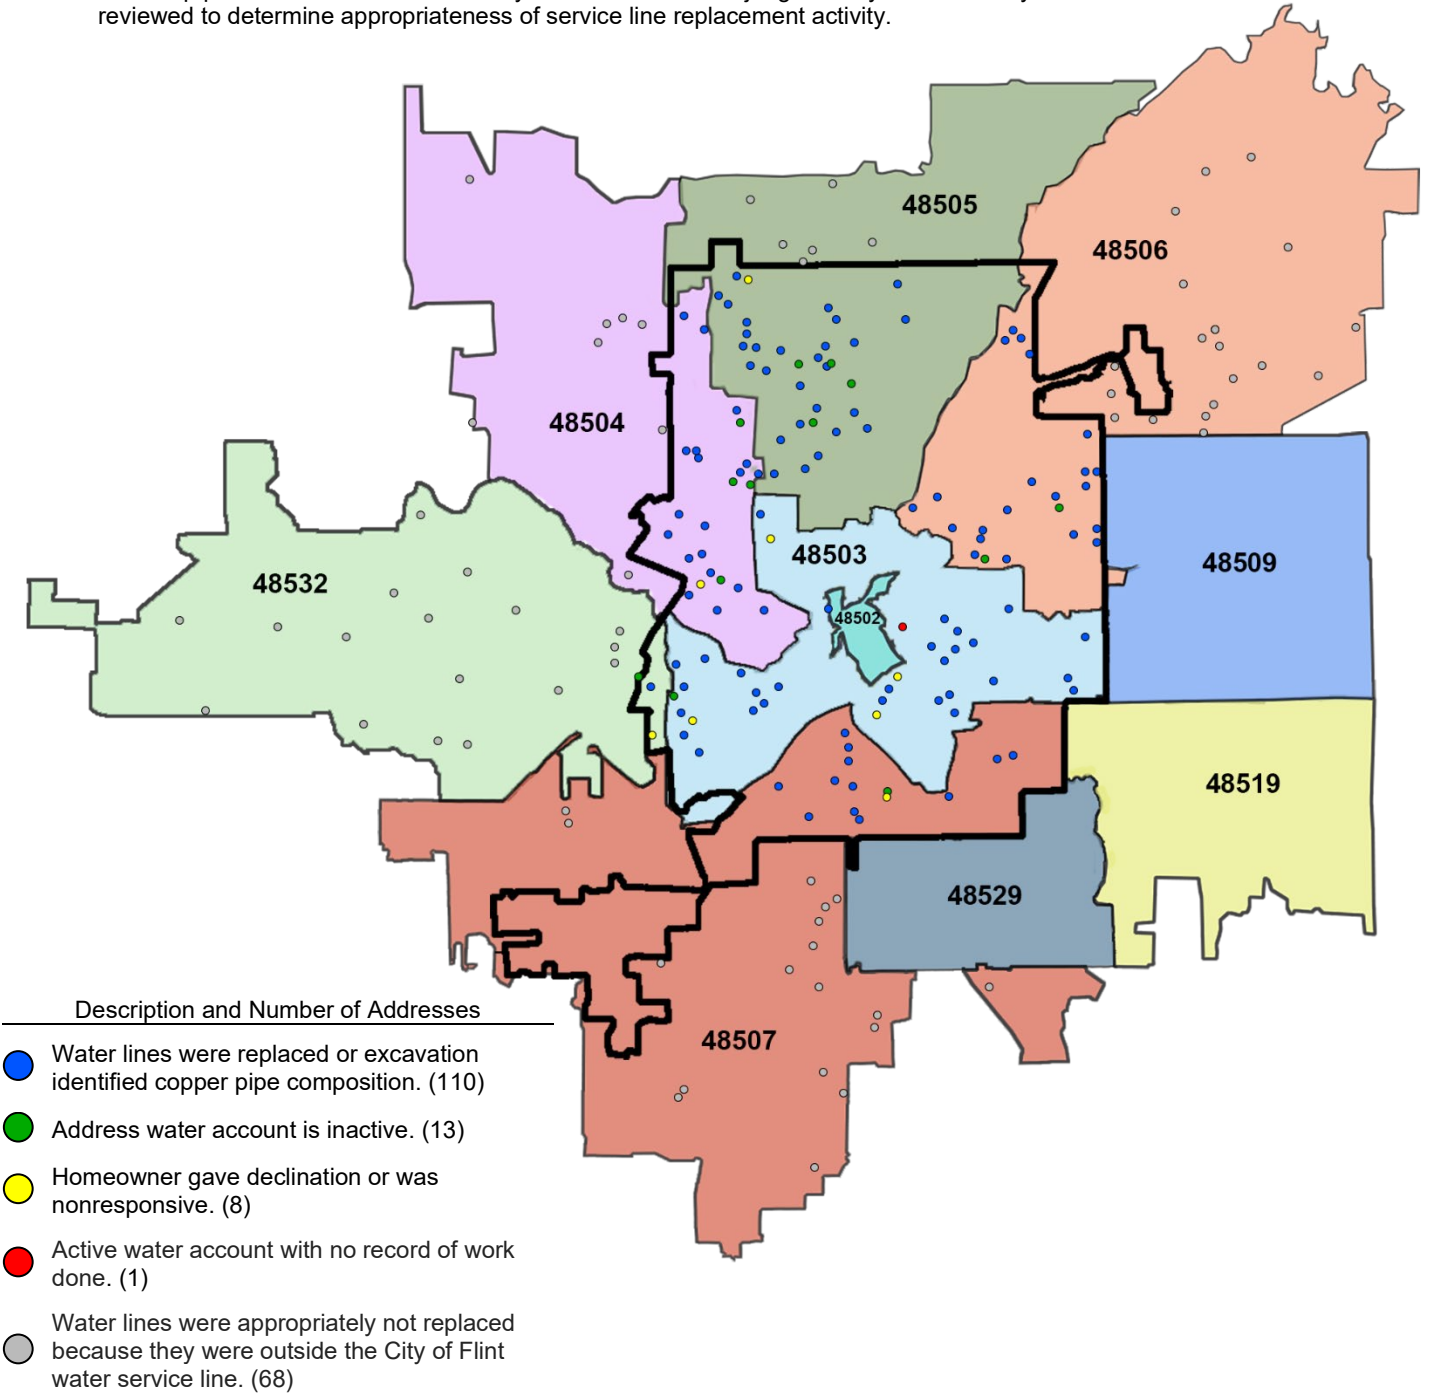 reviewed to determine appropriateness of service line replacement activity.
48505
48506
48504
48503
48509
48532
48502
48519
48529
48507
Description and Number of Addresses
Water lines were replaced or excavation
identified copper pipe composition. (110)
Address water account is inactive. (13)
Homeowner gave declination or was
nonresponsive. (8)
Active water account with no record of work
done. (1)
Water lines were appropriately not replaced
because they were outside the City of Flint
water service line. (68)